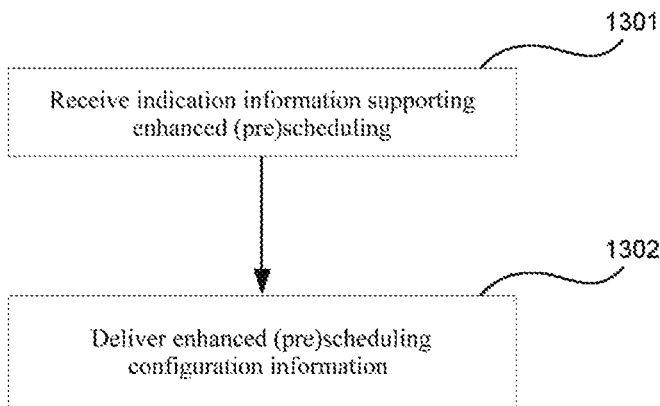 1301
Receive indication information supporting
enhanced (pre)scheduling
1302
Deliver enhanced (pre)scheduling
configuration information